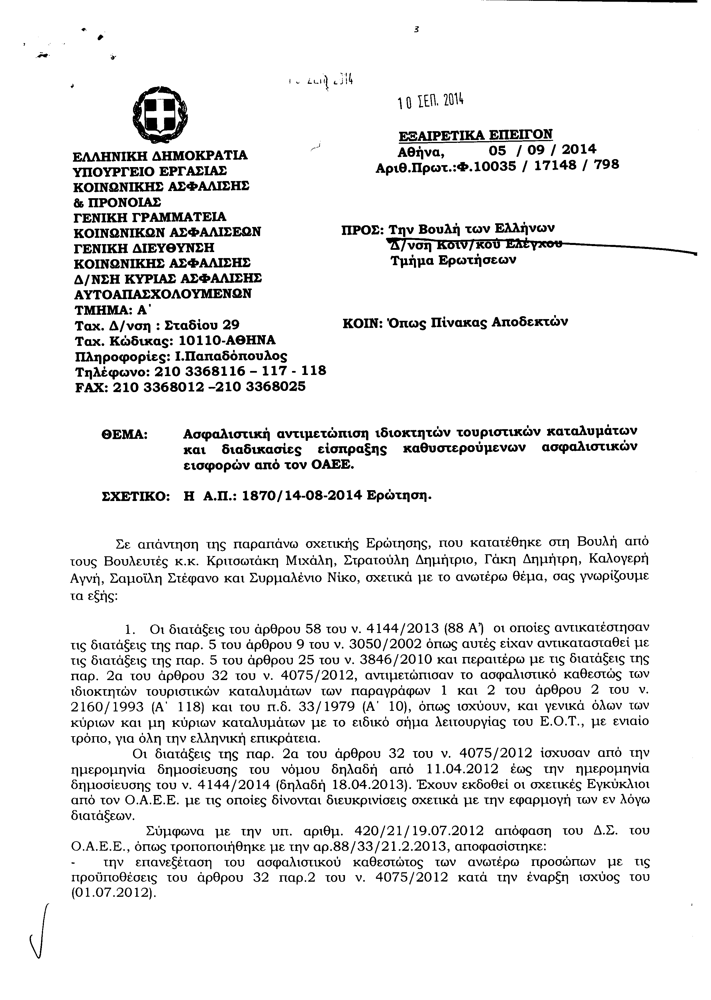 3
10 ΣΕΠ. 2014
ΕΞΑΙΡΕΤΙΚΑ ΕΠΕΙΓΟΝ
Αθήνα, 05 / 09 / 2014
Αριθ.Πρωτ.:Φ.10035 / 17148 / 798
ΕΛΛΗΝΙΚΗ ΔΗΜΟΚΡΑΤΙΑ
ΥΠΟΥΡΓΕΙΟ ΕΡΓΑΣΙΑΣ
ΚΟΙΝΩΝΙΚΗΣ ΑΣΦΑΛΙΣΗΣ
& ΠΡΟΝΟΙΑΣ
ΓΕΝΙΚΗ ΓΡΑΜΜΑΤΕΙΑ
ΚΟΙΝΩΝΙΚΩΝ ΑΣΦΑΛΙΣΕΩΝ
ΓΕΝΙΚΗ ΔΙΕΥΘΥΝΣΗ
ΚΟΙΝΩΝΙΚΗΣ ΑΣΦΑΛΙΣΗΣ
Δ/ΝΣΗ ΚΥΡΙΑΣ ΑΣΦΑΛΙΣΗΣ
ΑΥΤΟΑΠΑΣΧΟΛΟΥΜΕΝΩΝ
ΤΜΗΜΑ: Α'
Ταχ. Δ/νση : Σταδίου 29
Ταχ. Κώδικας: 10110-ΑΘΗΝΑ
Πληροφορίες: Ι.Παπαδόπουλος
Τηλέφωνο: 210 3368116 – 117 - 118
FAX: 210 3368012 –210 3368025
ΠΡΟΣ: Την Βουλή των Ελλήνων
Δ/νση Κοιν/κού Ελέγχου
Τμήμα Ερωτήσεων
ΚΟΙΝ: Όπως Πίνακας Αποδεκτών
ΘΕΜΑ: Ασφαλιστική αντιμετώπιση ιδιοκτητών τουριστικών καταλυμάτων
και διαδικασίες είσπραξης καθυστερούμενων ασφαλιστικών
εισφορών από τον ΟΑΕΕ.
ΣΧΕΤΙΚΟ: Η Α.Π.: 1870/14-08-2014 Ερώτηση.
Σε απάντηση της παραπάνω σχετικής Ερώτησης, που κατατέθηκε στη Βουλή από
τους Βουλευτές κ.κ. Κριτσωτάκη Μιχάλη, Στρατούλη Δημήτριο, Γάκη Δημήτρη, Καλογερή
Αγνή, Σαμοΐλη Στέφανο και Συρμαλένιο Νίκο, σχετικά με το ανωτέρω θέμα, σας γνωρίζουμε
τα εξής:
1. Οι διατάξεις του άρθρου 58 του ν. 4144/2013 (88 Α’) οι οποίες αντικατέστησαν
τις διατάξεις της παρ. 5 του άρθρου 9 του ν. 3050/2002 όπως αυτές είχαν αντικατασταθεί με
τις διατάξεις της παρ. 5 του άρθρου 25 του ν. 3846/2010 και περαιτέρω με τις διατάξεις της
παρ. 2α του άρθρου 32 του ν. 4075/2012, αντιμετώπισαν το ασφαλιστικό καθεστώς των
ιδιοκτητών τουριστικών καταλυμάτων των παραγράφων 1 και 2 του άρθρου 2 του ν.
2160/1993 (Α' 118) και του π.δ. 33/1979 (Α' 10), όπως ισχύουν, και γενικά όλων των
κύριων και μη κύριων καταλυμάτων με το ειδικό σήμα λειτουργίας του Ε.Ο.Τ., με ενιαίο
τρόπο, για όλη την ελληνική επικράτεια.
Οι διατάξεις της παρ. 2α του άρθρου 32 του ν. 4075/2012 ίσχυσαν από την
ημερομηνία δημοσίευσης του νόμου δηλαδή από 11.04.2012 έως την ημερομηνία
δημοσίευσης του ν. 4144/2014 (δηλαδή 18.04.2013). Έχουν εκδοθεί οι σχετικές Εγκύκλιοι
από τον Ο.Α.Ε.Ε. με τις οποίες δίνονται διευκρινίσεις σχετικά με την εφαρμογή των εν λόγω
διατάξεων.
Σύμφωνα με την υπ. αριθμ. 420/21/19.07.2012 απόφαση του Δ.Σ. του
Ο.Α.Ε.Ε., όπως τροποποιήθηκε με την αρ.88/33/21.2.2013, αποφασίστηκε:
- την επανεξέταση του ασφαλιστικού καθεστώτος των ανωτέρω προσώπων με τις
προϋποθέσεις του άρθρου 32 παρ.2 του ν. 4075/2012 κατά την έναρξη ισχύος του
(01.07.2012).